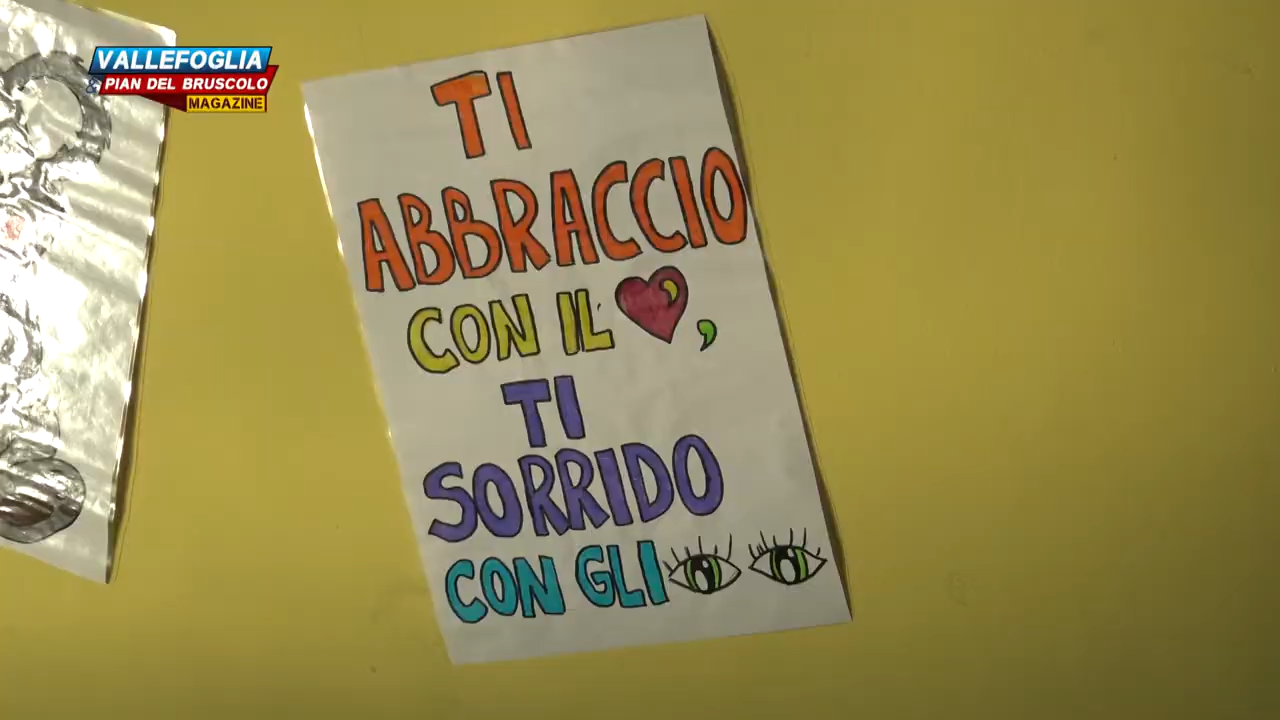 VALLEFOGLIA
& PIAN DEL BRUSCOLO
MAGAZINE
TI
ABBRACCIO
CON IL ,
TI
SORRIDO
CON GLI